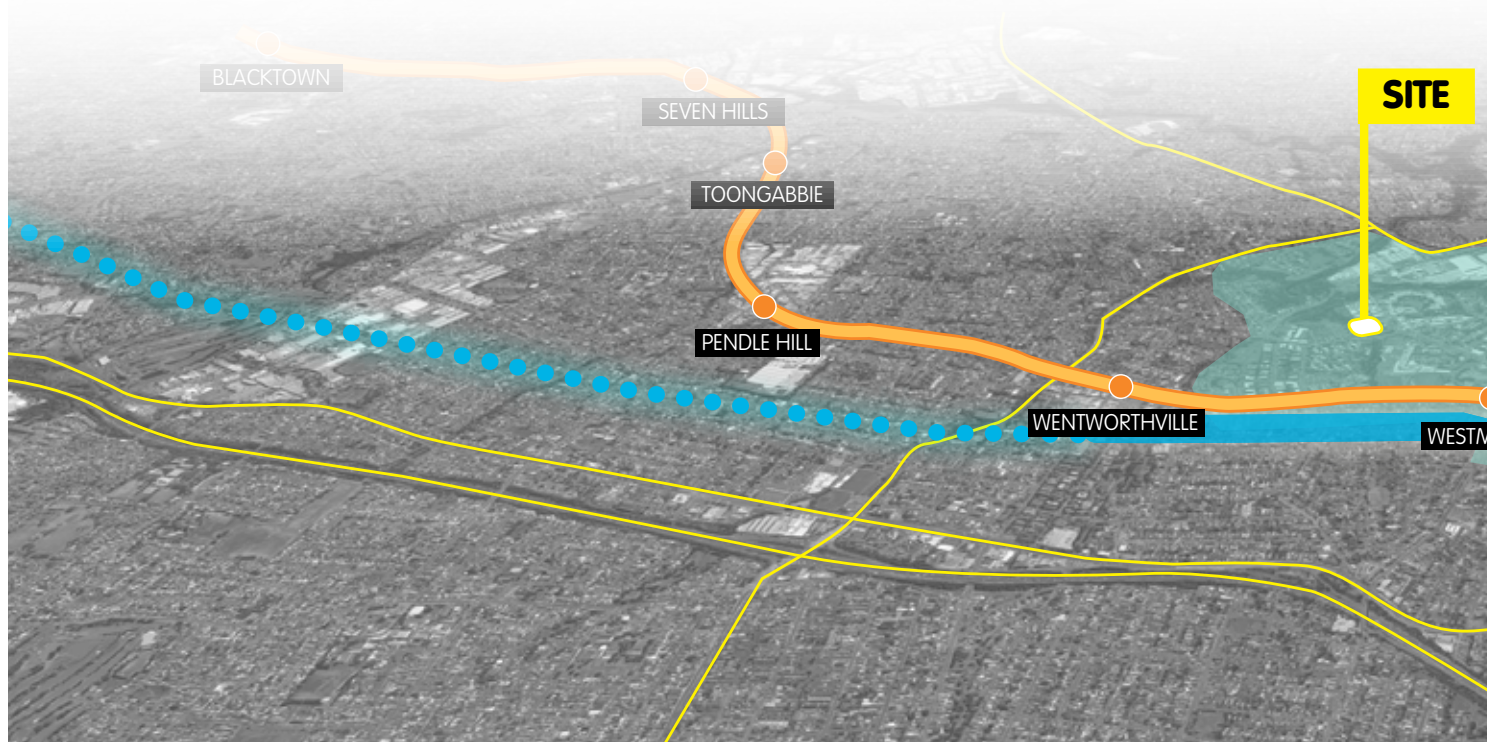 BLACKTOWN
SEVEN HILLS
SITE
TOONGABBIE
PENDLE HILL
WENTWORTHVILLE
WESTM